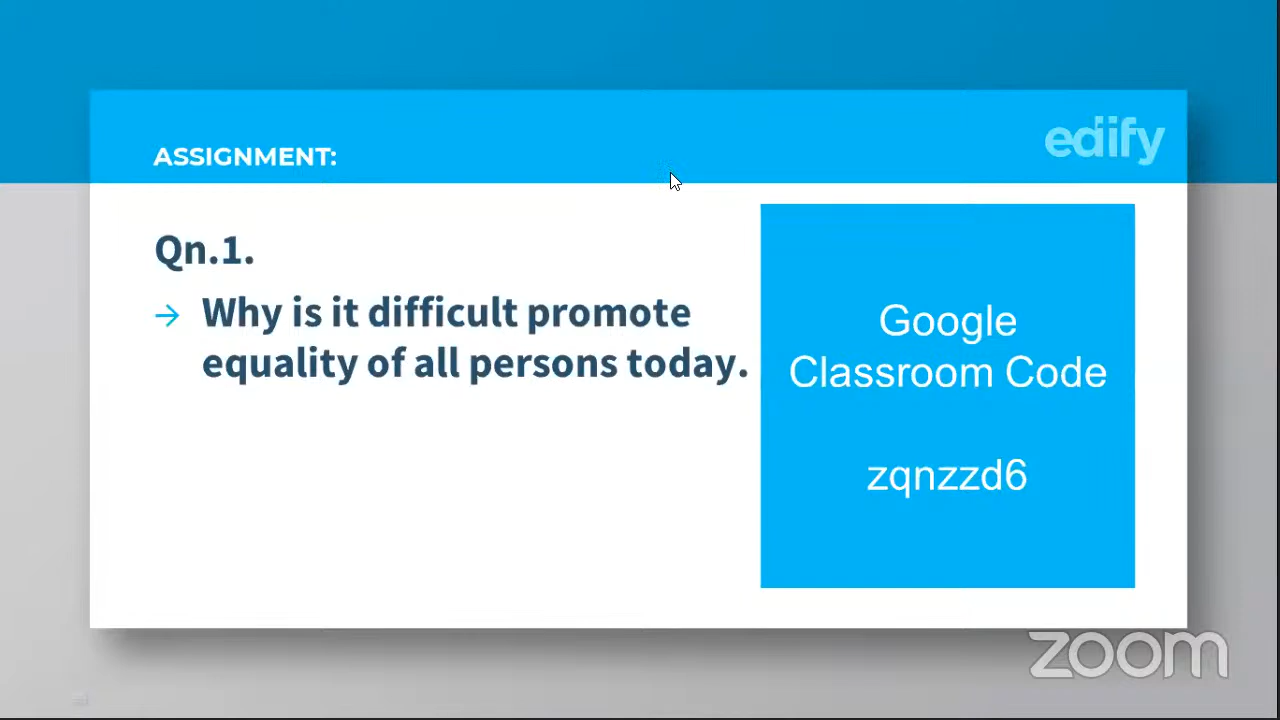 edify
ASSIGNMENT:
Qn.1.
→ Why is it difficult promote
equality of all persons today.
Google
Classroom Code
zqnzzd6
zoom